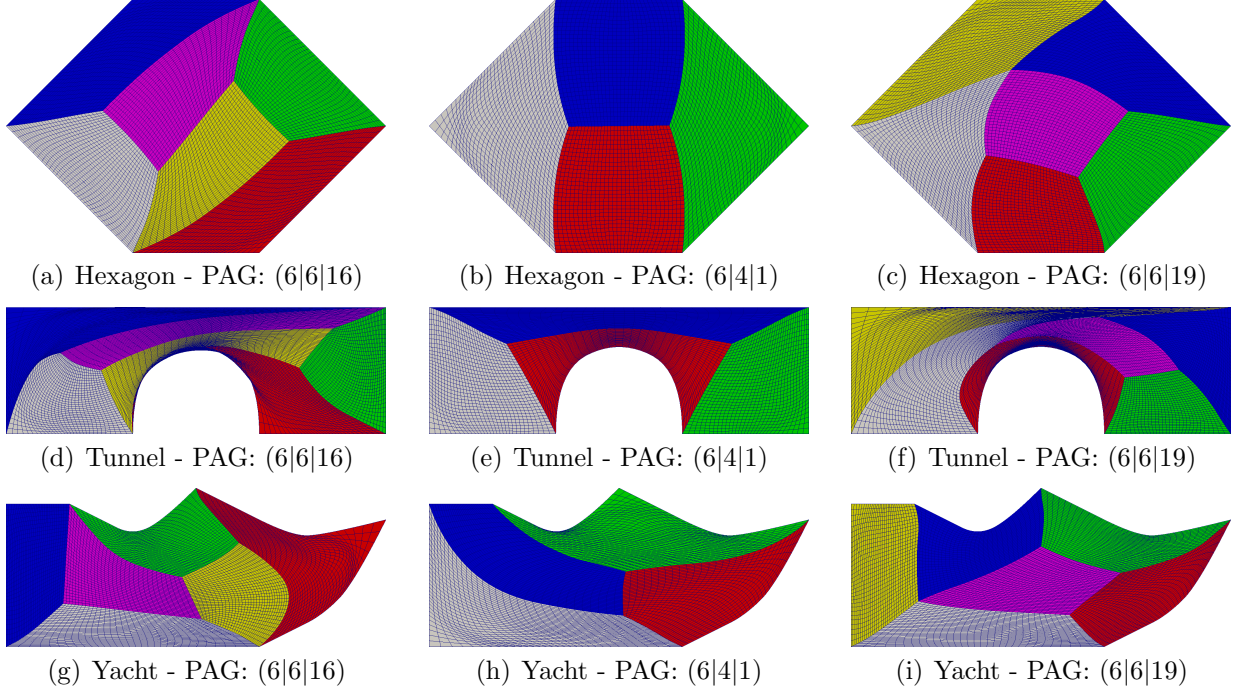 (a) Hexagon - PAG: (6|6|16)
(b) Hexagon - PAG: (6|4|1)
(c) Hexagon - PAG: (6|6|19)
(d) Tunnel - PAG: (6|6|16)
(e) Tunnel - PAG: (6|4|1)
(f) Tunnel - PAG: (6|6|19)
(g) Yacht - PAG: (6|6|16)
(h) Yacht - PAG: (6|4|1)
(i) Yacht - PAG: (6|6|19)